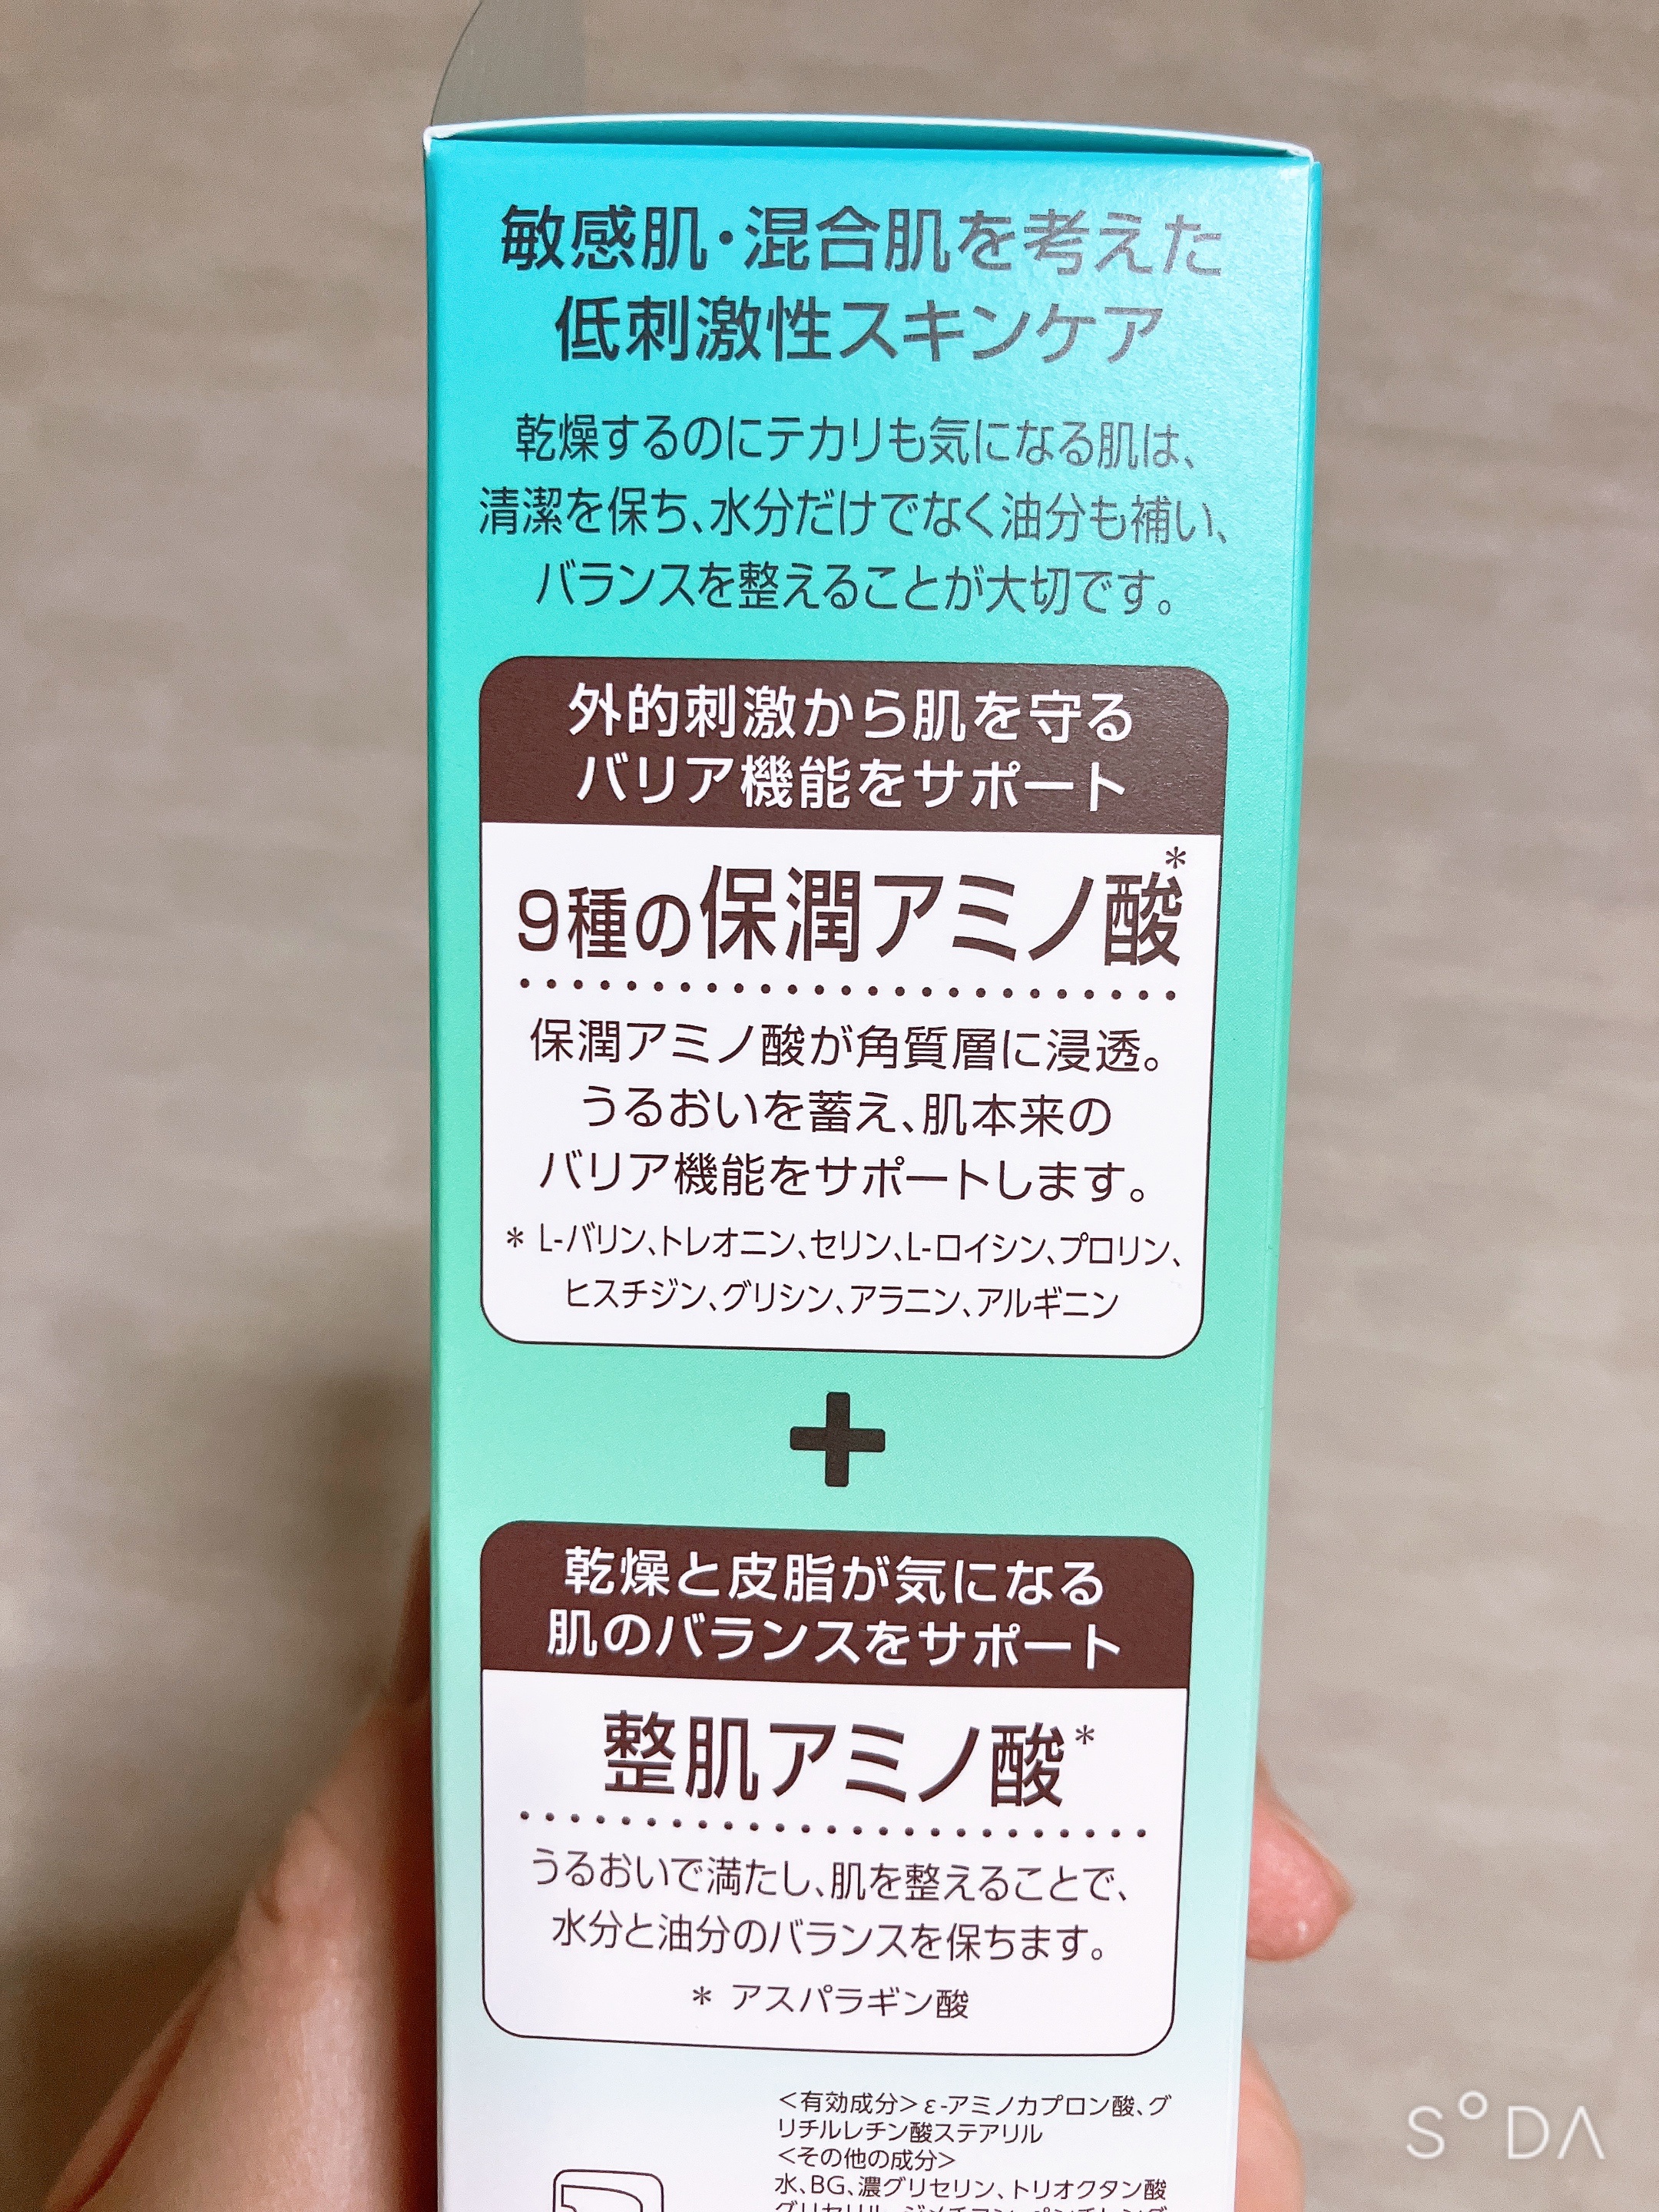 敏感肌・混合肌を考えた
低刺激性スキンケア
乾燥するのにテカリも気になる肌は、
清潔を保ち、水分だけでなく油分も補い、
バランスを整えることが大切です。
外的刺激から肌を守る
バリア機能をサポート
9種の保潤アミノ酸*
保潤アミノ酸が角質層に浸透。
うるおいを蓄え、肌本来の
バリア機能をサポートします。
* L-バリン、トレオニン、セリン、L-ロイシン、プロリン、
ヒスチジン、グリシン、アラニン、アルギニン
+
乾燥と皮脂が気になる
肌のバランスをサポート
整肌アミノ酸*
うるおいで満たし、肌を整えることで、
水分と油分のバランスを保ちます。
* アスパラギン酸
<有効成分>ε-アミノカプロン酸、グ
リチルレチン酸ステアリル
<その他の成分>
水、BG、濃グリセリン、トリオクタン酸
SODA